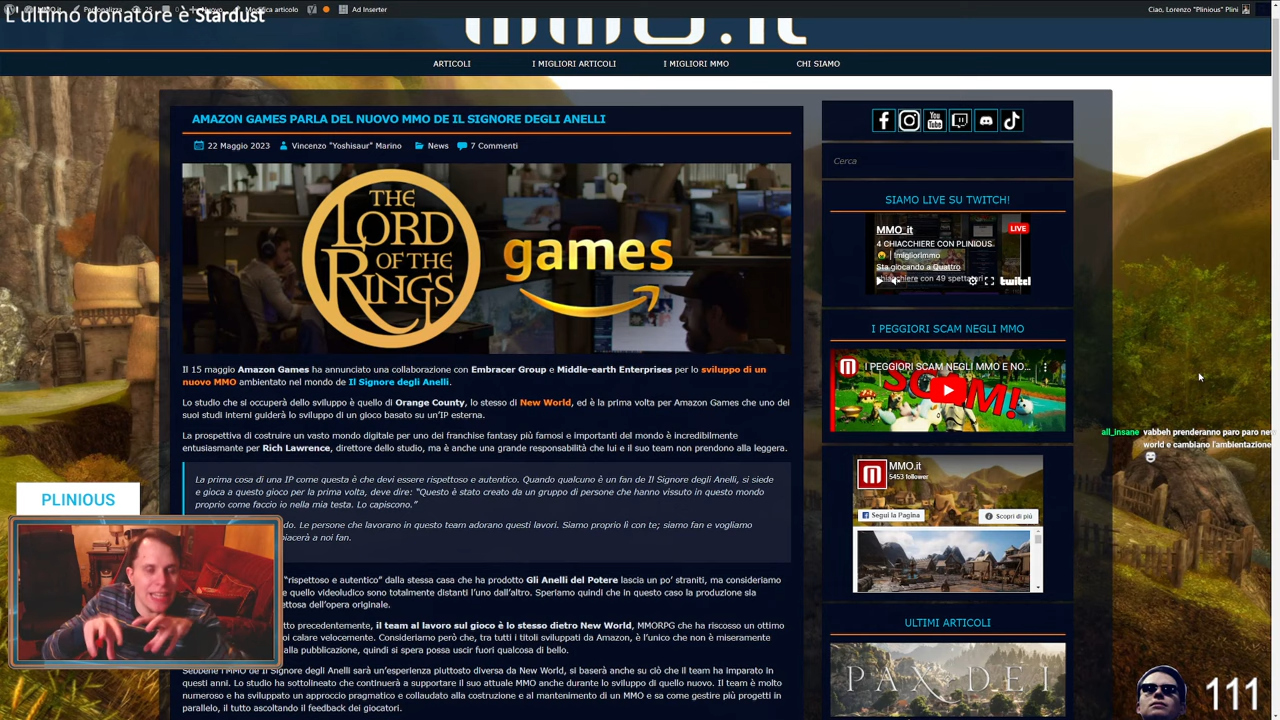 L'ultimo donatore è Stardust
MMO.it
Personalizza
25
0
Nuovo
Modifica articolo
Ad Inserter
Ciao, Lorenzo "Plinious" Plini
MMO.it
ARTICOLI
I MIGLIORI ARTICOLI
I MIGLIORI MMO
CHI SIAMO
AMAZON GAMES PARLA DEL NUOVO MMO DE IL SIGNORE DEGLI ANELLI
22 Maggio 2023
Vincenzo "Yoshisaur" Marino
News
7 Commenti
THE
LORD
OF THE
RINGS
games
Il 15 maggio Amazon Games ha annunciato una collaborazione con Embracer Group e Middle-earth Enterprises per lo sviluppo di un
nuovo MMO ambientato nel mondo de Il Signore degli Anelli.
Lo studio che si occuperà dello sviluppo è quello di Orange County, lo stesso di New World, ed è la prima volta per Amazon Games che uno dei
suoi studi interni guiderà lo sviluppo di un gioco basato su un'IP esterna.
La prospettiva di costruire un vasto mondo digitale per uno dei franchise fantasy più famosi e importanti del mondo è incredibilmente
entusiasmante per Rich Lawrence, direttore dello studio, ma è anche una grande responsabilità che lui e il suo team non prendono alla leggera.
La prima cosa di una IP come questa è che devi essere rispettoso e autentico. Quando qualcuno è un fan de Il Signore degli Anelli, si siede
e gioca a questo gioco per la prima volta, deve dire: "Questo è stato creato da un gruppo di persone che hanno vissuto in questo mondo
proprio come faccio io nella mia testa. Lo capiscono."
do. Le persone che lavorano in questo team adorano questi lavori. Siamo proprio lì con te; siamo fan e vogliamo
piacerà a noi fan.
"rispettoso e autentico" dalla stessa casa che ha prodotto Gli Anelli del Potere lascia un po' straniti, ma consideriamo
e quello videoludico sono totalmente distanti l'uno dall'altro. Speriamo quindi che in questo caso la produzione sia
ettosa dell'opera originale.
tto precedentemente, il team al lavoro sul gioco è lo stesso dietro New World, MMORPG che ha riscosso un ottimo
oi calare velocemente. Consideriamo però che, tra tutti i titoli sviluppati da Amazon, è l'unico che non è miseramente
alla pubblicazione, quindi si spera possa uscir fuori qualcosa di bello.
Sebbene l'MMO de Il Signore degli Anelli sarà un'esperienza piuttosto diversa da New World, si baserà anche su ciò che il team ha imparato in
questi anni. Lo studio ha sottolineato che continuerà a supportare il suo attuale MMO anche durante lo sviluppo di quello nuovo. Il team è molto
numeroso e ha sviluppato un approccio pragmatico e collaudato alla costruzione e al mantenimento di un MMO e sa come gestire più progetti in
parallelo, il tutto ascoltando il feedback dei giocatori.
PLINIOUS
Cerca
SIAMO LIVE SU TWITCH!
MMO_it
LIVE
4 CHIACCHIERE CON PLINIOUS
| !migliorimmo
Sta giocando a Quattro
chiacchiere con 49 spettatori
twitch
I PEGGIORI SCAM NEGLI MMO
I PEGGIORI SCAM NEGLI MMO E NO...
SCAM!
MMO.it
5453 follower
Segui la Pagina
Scopri di più
ULTIMI ARTICOLI
PAX DEI
all_insane vabbeh prenderanno paro paro new
world e cambiano l'ambientazione
111